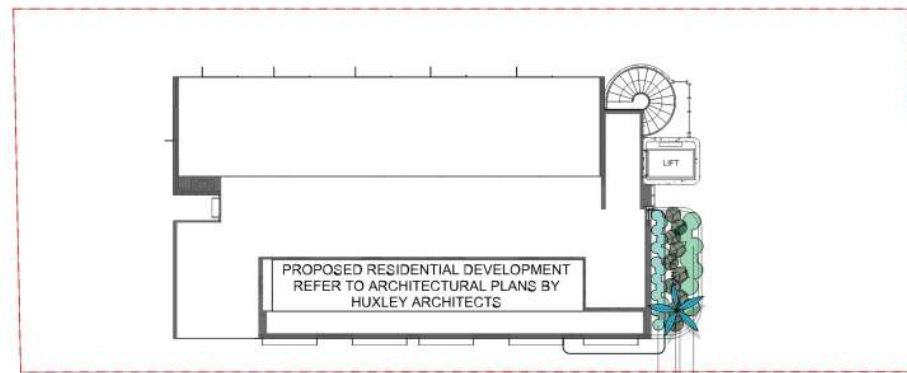 LIFT
PROPOSED RESIDENTIAL DEVELOPMENT
REFER TO ARCHITECTURAL PLANS BY
HUXLEY ARCHITECTS